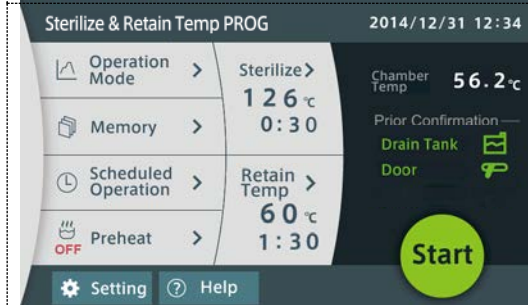 Sterilize & Retain Temp PROG
2014/12/31 12:34
Operation
Mode
>
Memory
>
Scheduled
Operation
>
OFF
Preheat
>
Sterilize>
126℃
0:30
Retain
Temp
>
60℃
1:30
Chamber
Temp
56.2℃
Prior Confirmation
Drain Tank
Door
Start
Setting
? Help